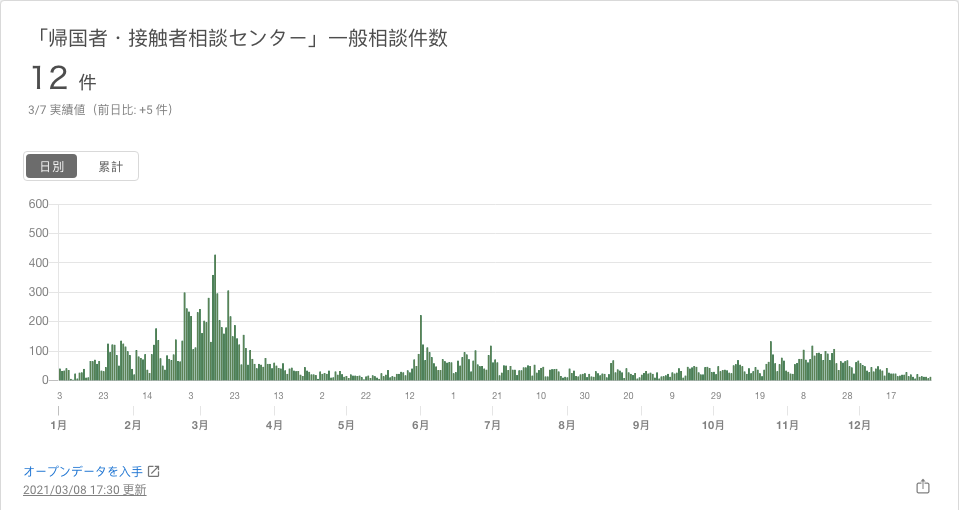 「帰国者・接触者相談センター」一般相談件数
12 件
3/7 実績値（前日比: +5 件）
日別 累計
600
500
400
300
200
100
0
3 23 14 3 23 13 2 22 12 1 21 10 30 20 9 29 19 8 28 17
1月 2月 3月 4月 5月 6月 7月 8月 9月 10月 11月 12月
オープンデータを入手
2021/03/08 17:30 更新